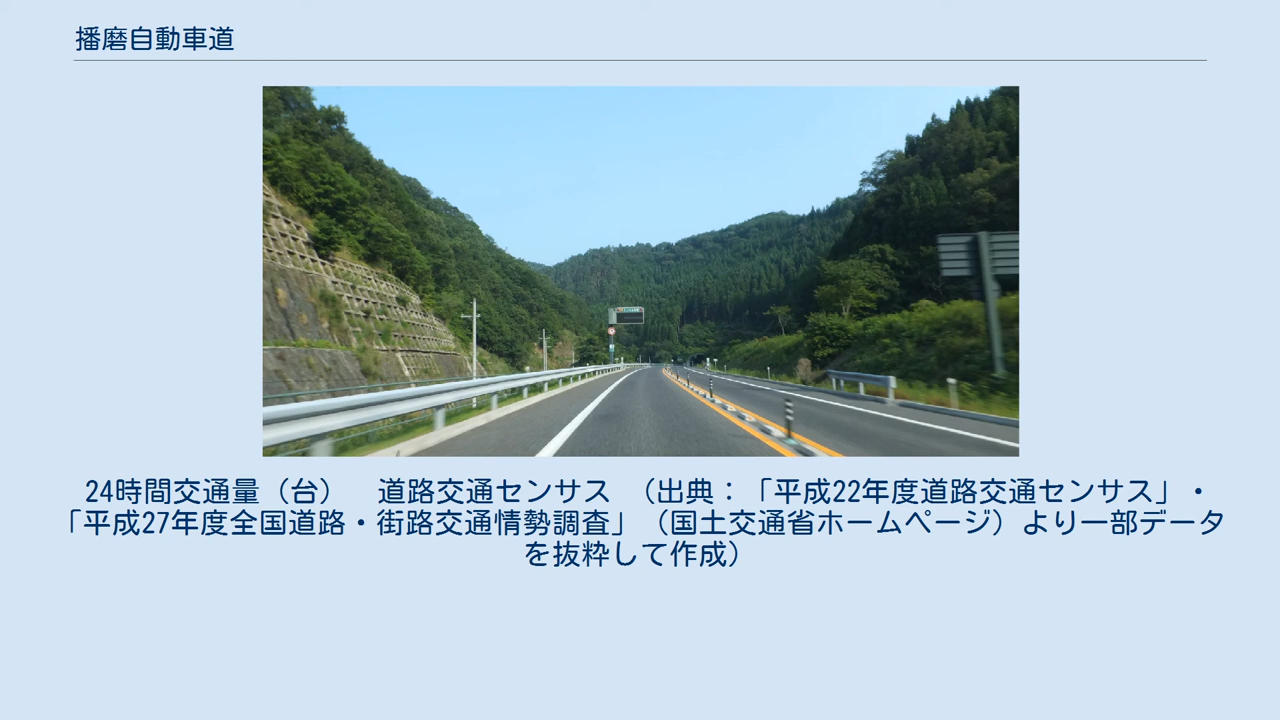 播磨自動車道
24時間交通量（台）　道路交通センサス　（出典：「平成22年度道路交通センサス」・
「平成27年度全国道路・街路交通情勢調査」（国土交通省ホームページ）より一部データ
を抜粋して作成）